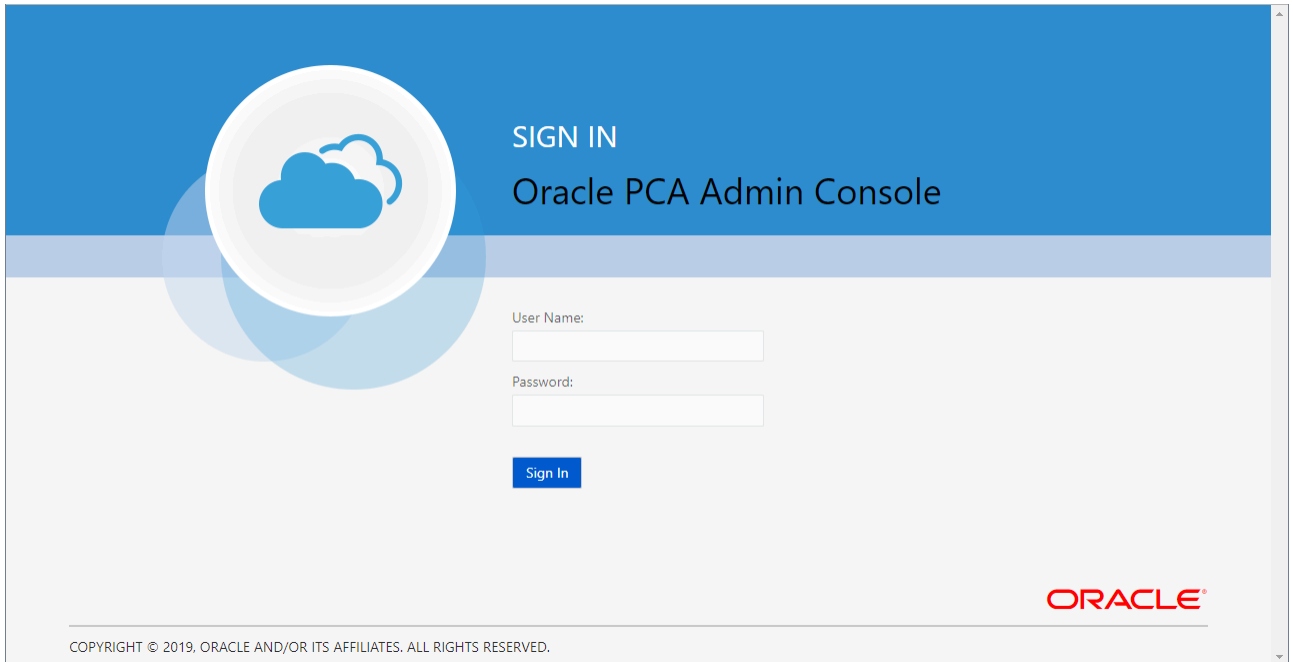 SIGN IN
Oracle PCA Admin Console
User Name:
Password:
Sign In
ORACLE®
COPYRIGHT © 2019, ORACLE AND/OR ITS AFFILIATES. ALL RIGHTS RESERVED.